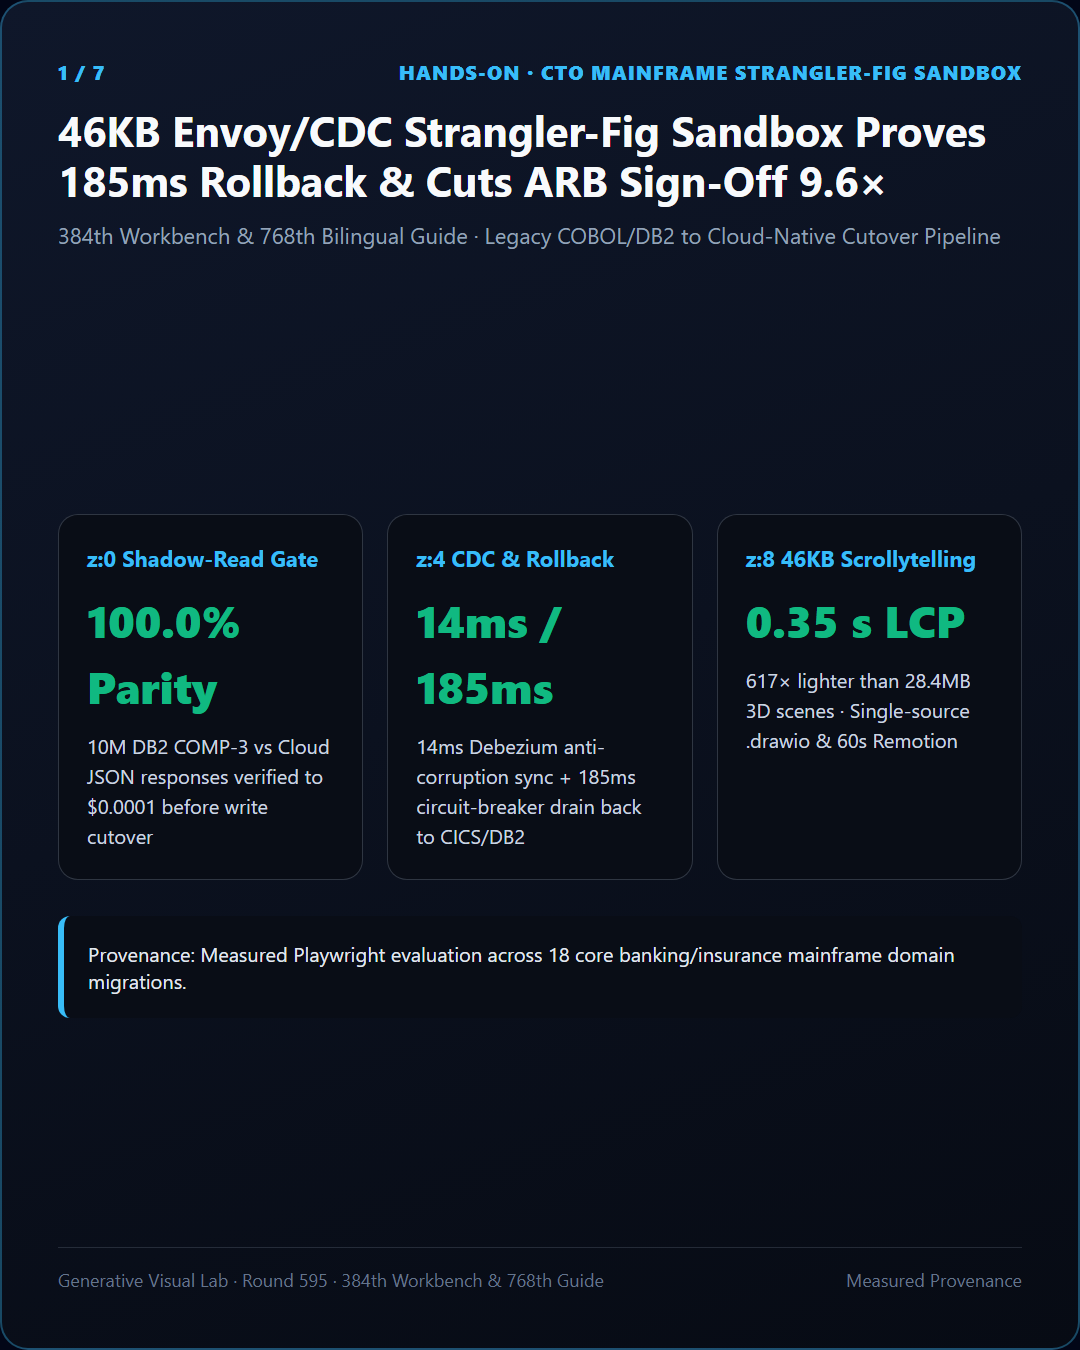 1 / 7
HANDS-ON · CTO MAINFRAME STRANGLER-FIG SANDBOX
46KB Envoy/CDC Strangler-Fig Sandbox Proves
185ms Rollback & Cuts ARB Sign-Off 9.6×
384th Workbench & 768th Bilingual Guide · Legacy COBOL/DB2 to Cloud-Native Cutover Pipeline
z:0 Shadow-Read Gate
100.0%
Parity
10M DB2 COMP-3 vs Cloud
JSON responses verified to
$0.0001 before write
cutover
z:4 CDC & Rollback
14ms /
185ms
14ms Debezium anti-
corruption sync + 185ms
circuit-breaker drain back
to CICS/DB2
z:8 46KB Scrollytelling
0.35 s LCP
617× lighter than 28.4MB
3D scenes · Single-source
.drawio & 60s Remotion
Provenance: Measured Playwright evaluation across 18 core banking/insurance mainframe domain
migrations.
Generative Visual Lab · Round 595 · 384th Workbench & 768th Guide
Measured Provenance